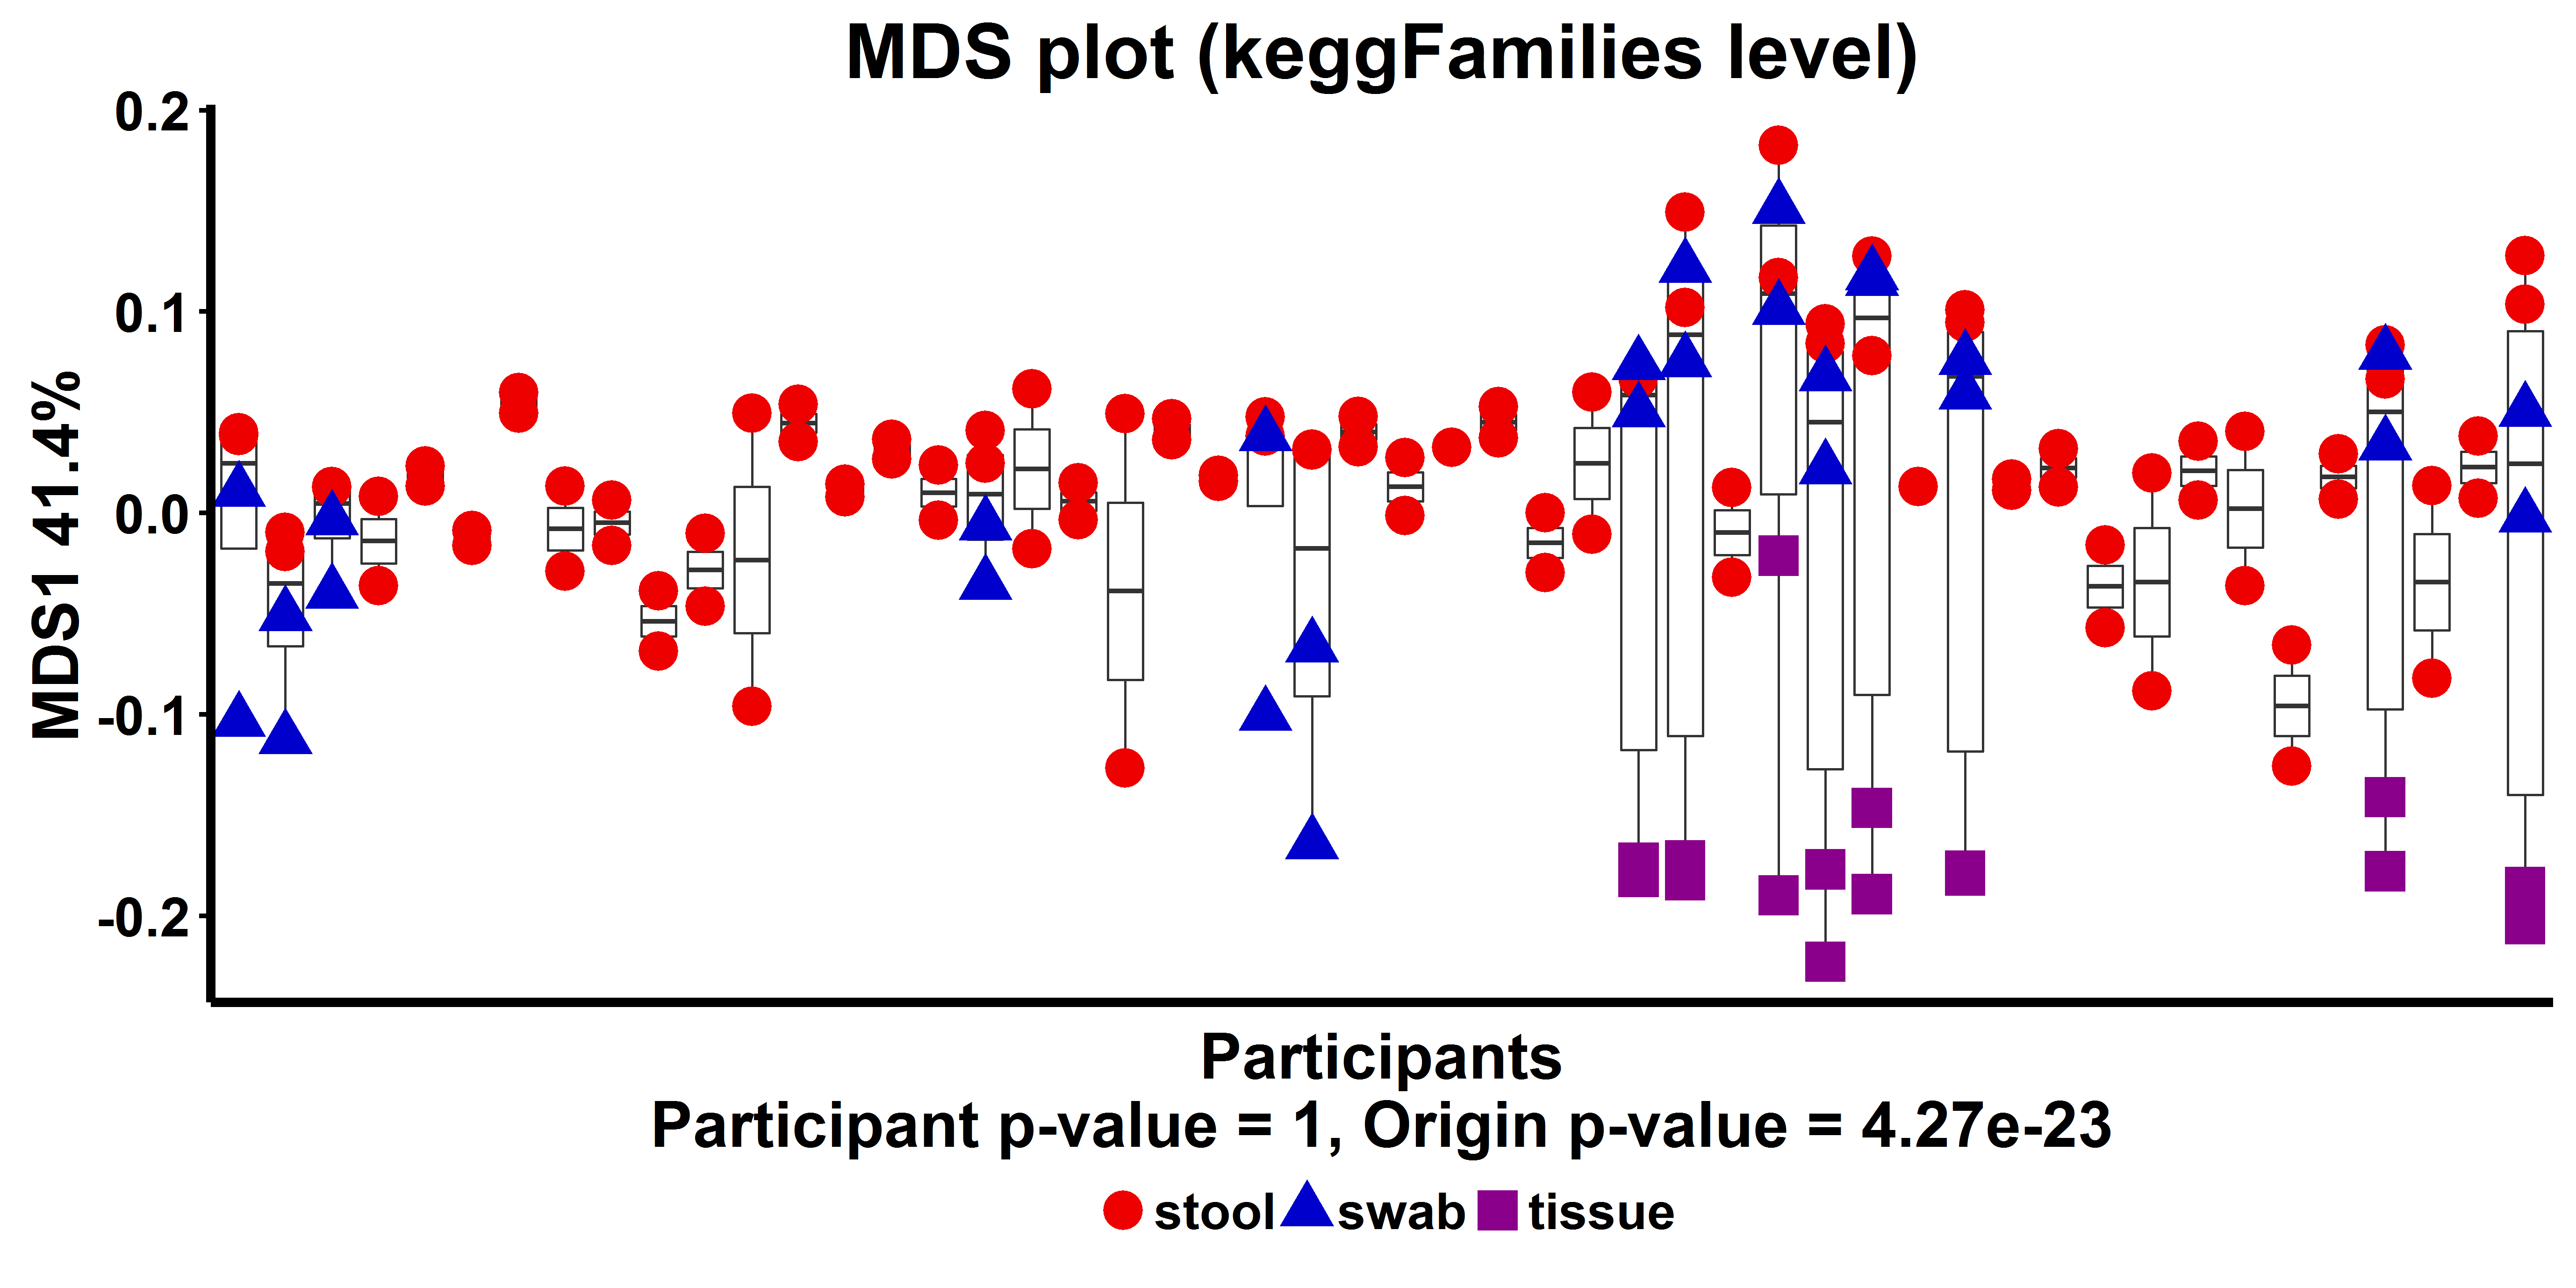 MDS plot (keggFamilies level)
0.2
0.1
0.0
-0.1
-0.2
MDS1 41.4%
Participants
Participant p-value = 1, Origin p-value = 4.27e-23
stool swab tissue